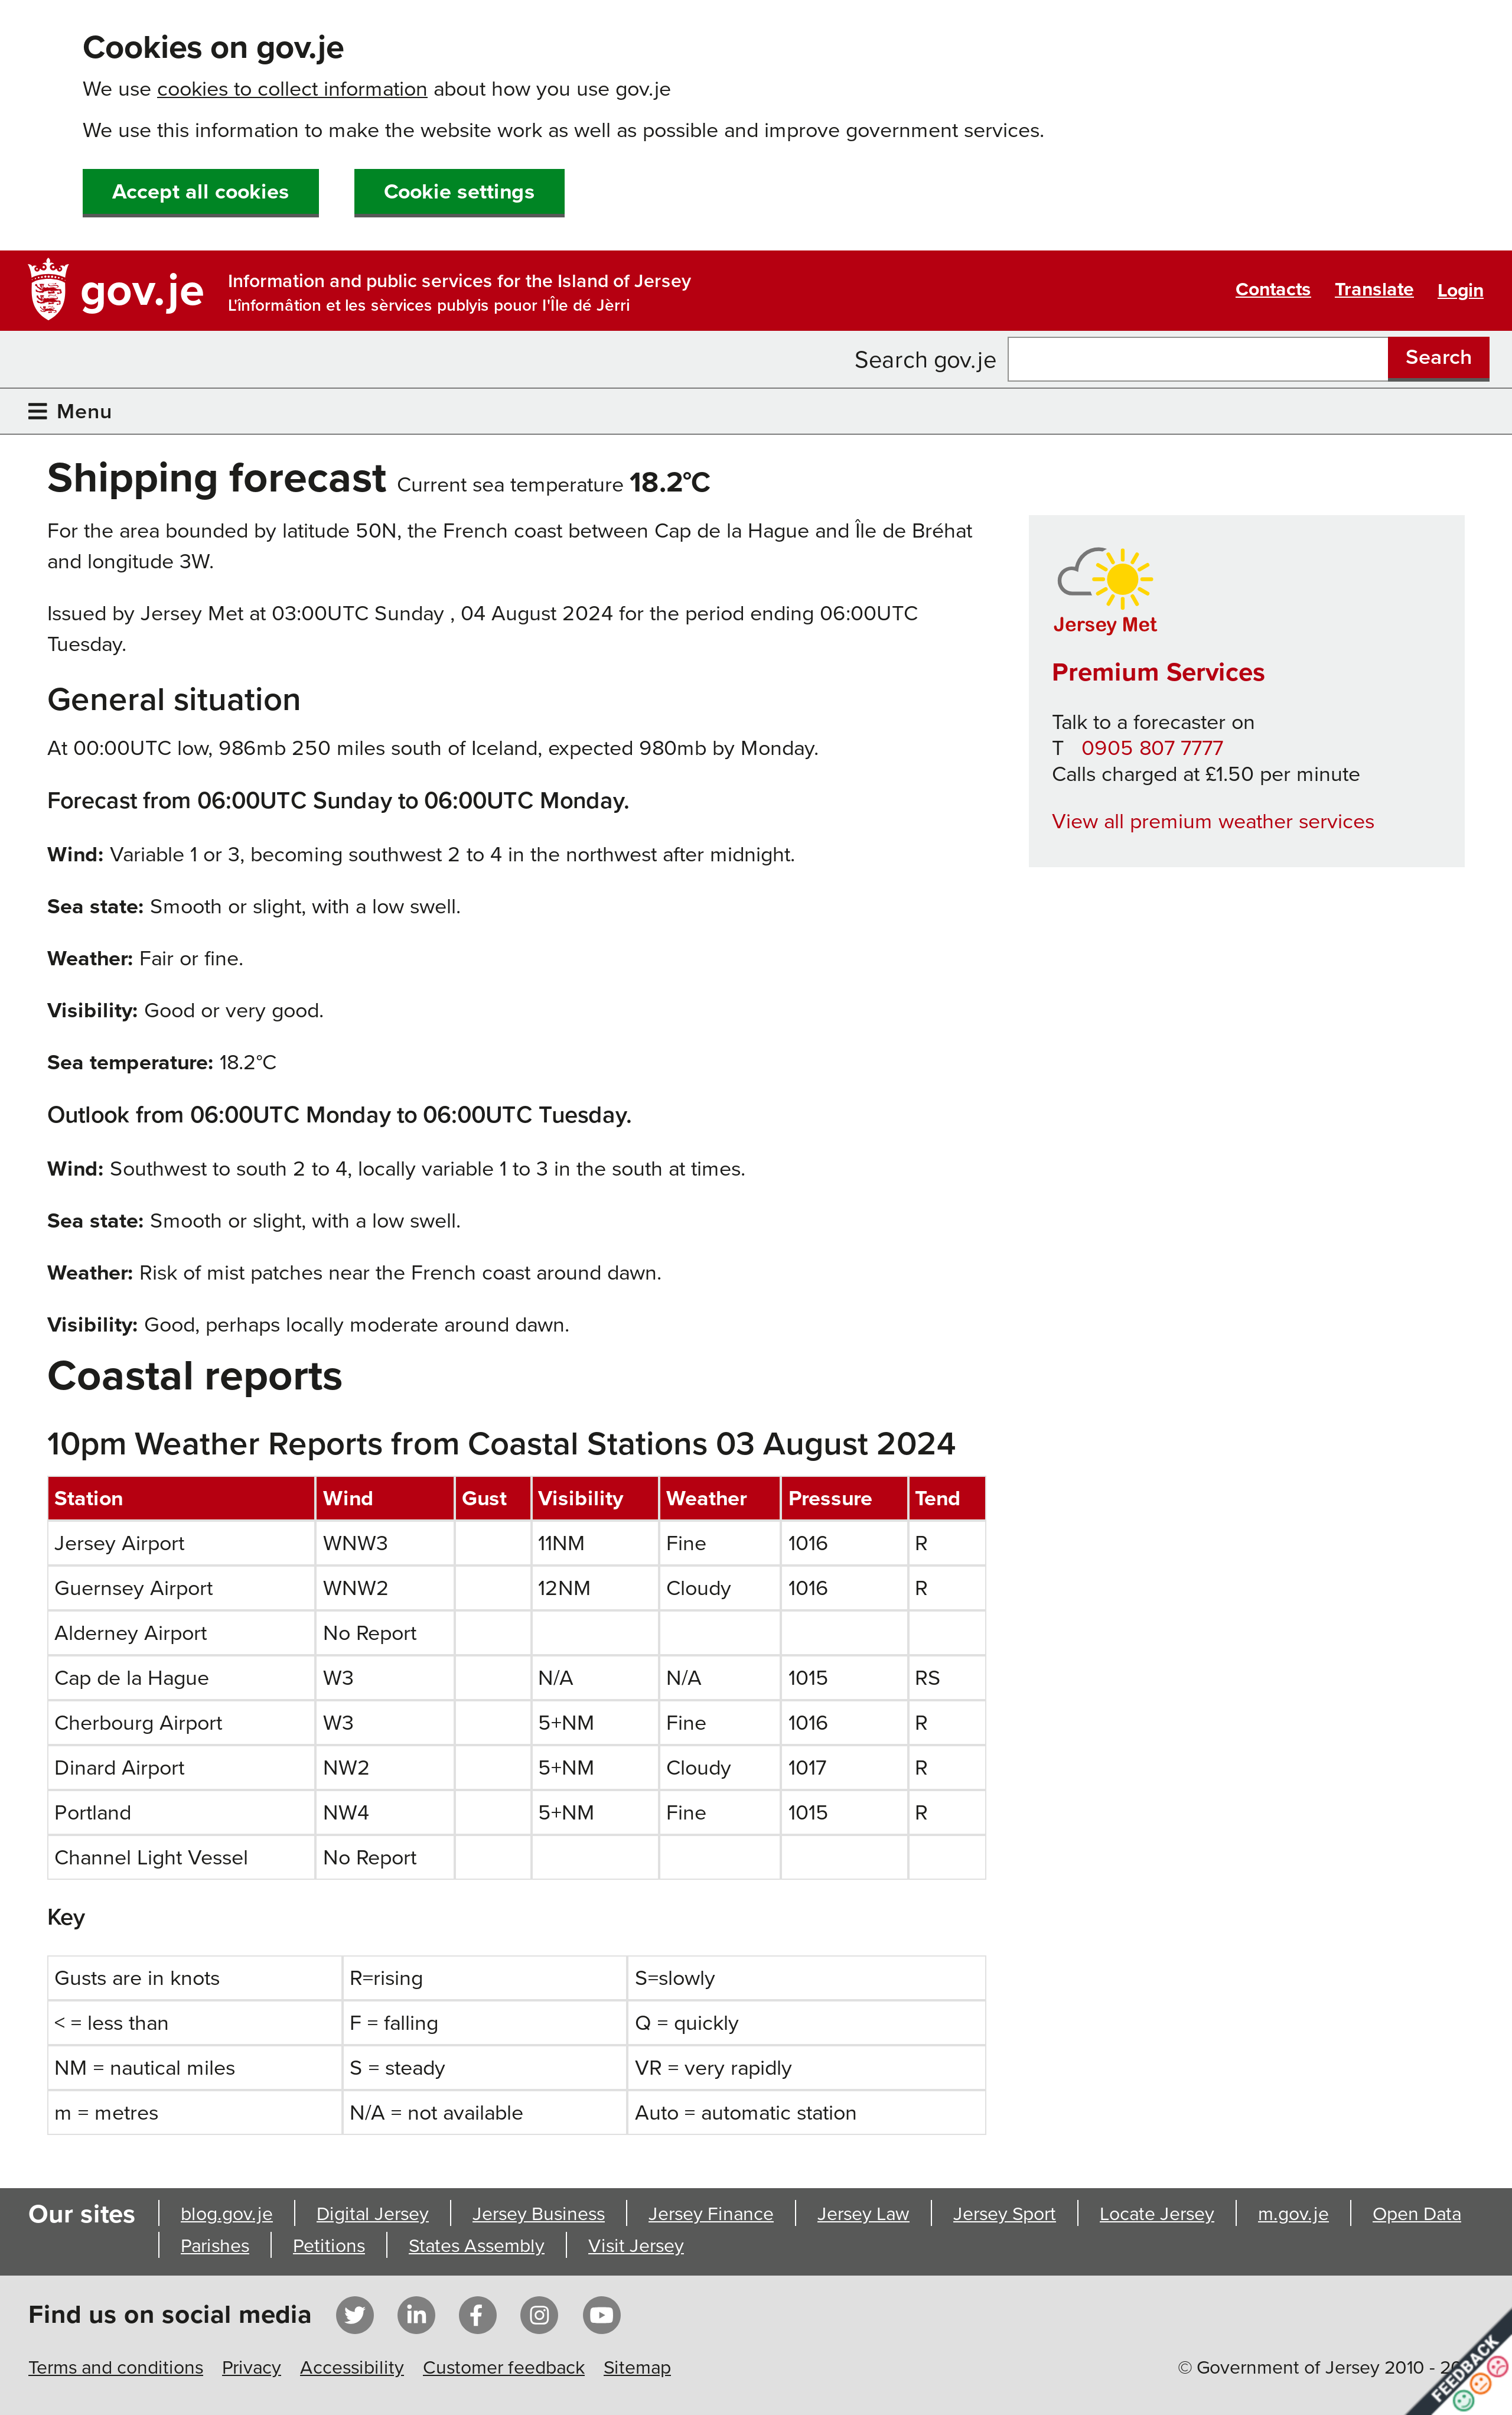 Cookies on gov.je
We use cookies to collect information about how you use gov.je
We use this information to make the website work as well as possible and improve government services.
Accept all cookies Cookie settings
gov.je Information and public services for the Island of Jersey
L'înformâtion et les sèrvices publyis pouor I'Île dé Jèrri
Contacts Translate Login
Search gov.je Search
Menu
Shipping forecast Current sea temperature 18.2°C
For the area bounded by latitude 50N, the French coast between Cap de la Hague and Île de Bréhat
and longitude 3W.
Issued by Jersey Met at 03:00UTC Sunday , 04 August 2024 for the period ending 06:00UTC
Tuesday.
General situation
At 00:00UTC low, 986mb 250 miles south of Iceland, expected 980mb by Monday.
Forecast from 06:00UTC Sunday to 06:00UTC Monday.
Wind: Variable 1 or 3, becoming southwest 2 to 4 in the northwest after midnight.
Sea state: Smooth or slight, with a low swell.
Weather: Fair or fine.
Visibility: Good or very good.
Sea temperature: 18.2°C
Outlook from 06:00UTC Monday to 06:00UTC Tuesday.
Wind: Southwest to south 2 to 4, locally variable 1 to 3 in the south at times.
Sea state: Smooth or slight, with a low swell.
Weather: Risk of mist patches near the French coast around dawn.
Visibility: Good, perhaps locally moderate around dawn.
Jersey Met
Premium Services
Talk to a forecaster on
T 0905 807 7777
Calls charged at £1.50 per minute
View all premium weather services
Coastal reports
10pm Weather Reports from Coastal Stations 03 August 2024
Station Wind Gust Visibility Weather Pressure Tend
Jersey Airport WNW3 11NM Fine 1016 R
Guernsey Airport WNW2 12NM Cloudy 1016 R
Alderney Airport No Report
Cap de la Hague W3 N/A N/A 1015 RS
Cherbourg Airport W3 5+NM Fine 1016 R
Dinard Airport NW2 5+NM Cloudy 1017 R
Portland NW4 5+NM Fine 1015 R
Channel Light Vessel No Report
Key
Gusts are in knots R=rising S=slowly
< = less than F = falling Q = quickly
NM = nautical miles S = steady VR = very rapidly
m = metres N/A = not available Auto = automatic station
Our sites blog.gov.je Digital Jersey Jersey Business Jersey Finance Jersey Law Jersey Sport Locate Jersey m.gov.je Open Data
Parishes Petitions States Assembly Visit Jersey
Find us on social media
Terms and conditions Privacy Accessibility Customer feedback Sitemap
© Government of Jersey 2010 -
FEEDBACK